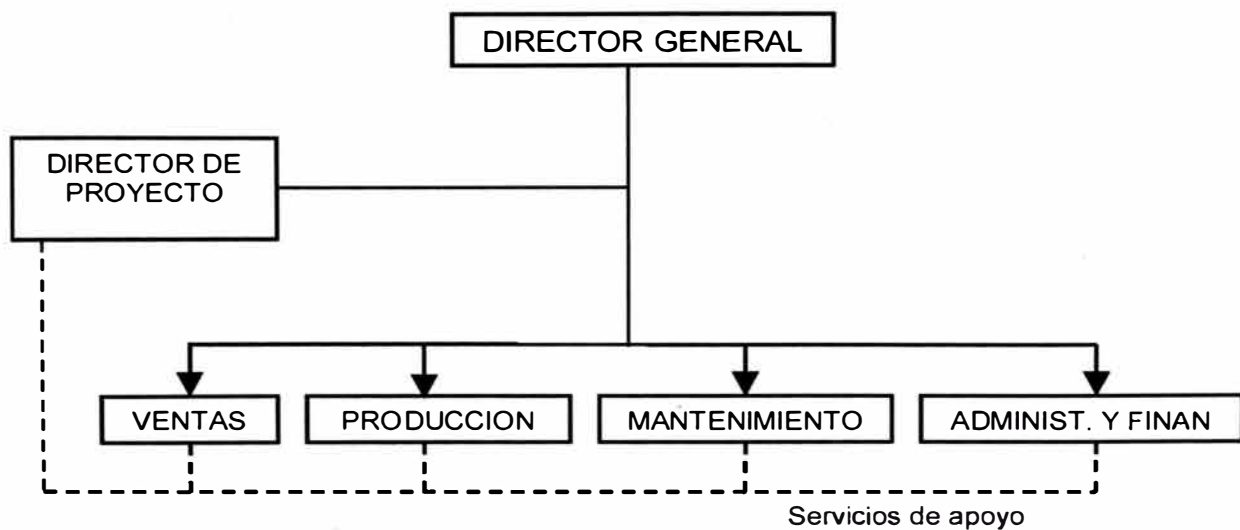 DIRECTOR GENERAL
DIRECTOR DE
PROYECTO
VENTAS
PRODUCCION
MANTENIMIENTO
ADMINIST. Y FINAN
Servicios de apoyo